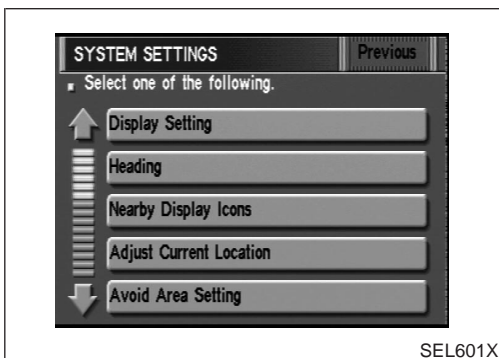 SYSTEM SETTINGS Previous
Select one of the following.
Display Setting
Heading
Nearby Display Icons
Adjust Current Location
Avoid Area Setting
SEL601X